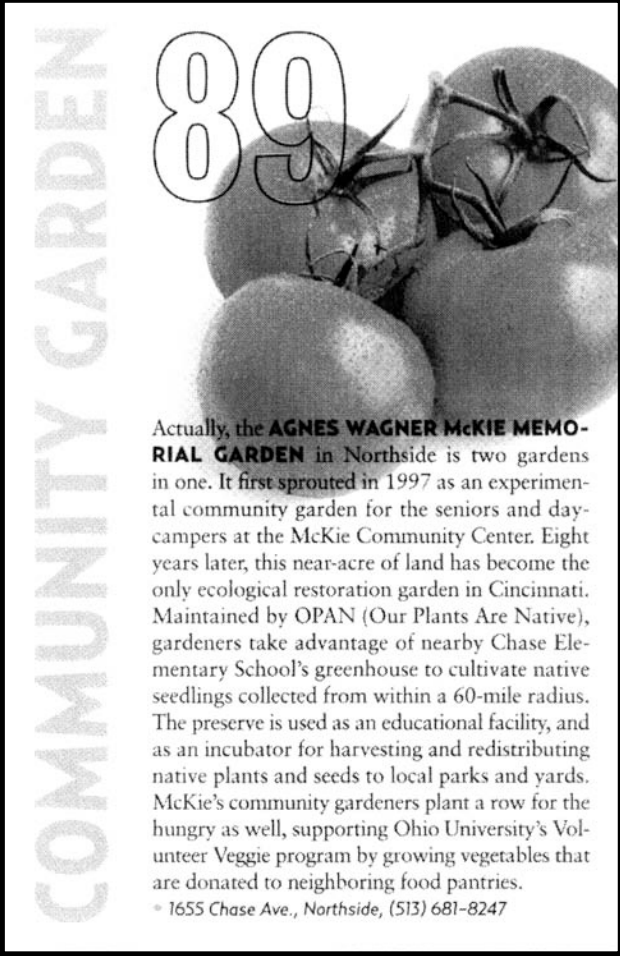 COMMUNITY GARDEN
89
Actually, the AGNES WAGNER McKIE MEMO-
RIAL GARDEN in Northside is two gardens
in one. It first sprouted in 1997 as an experimen-
tal community garden for the seniors and day-
campers at the McKie Community Center. Eight
years later, this near-acre of land has become the
only ecological restoration garden in Cincinnati.
Maintained by OPAN (Our Plants Are Native),
gardeners take advantage of nearby Chase Ele-
mentary School's greenhouse to cultivate native
seedlings collected from within a 60-mile radius.
The preserve is used as an educational facility, and
as an incubator for harvesting and redistributing
native plants and seeds to local parks and yards.
McKie's community gardeners plant a row for the
hungry as well, supporting Ohio University's Vol-
unteer Veggie program by growing vegetables that
are donated to neighboring food pantries.
1655 Chase Ave., Northside, (513) 681-8247